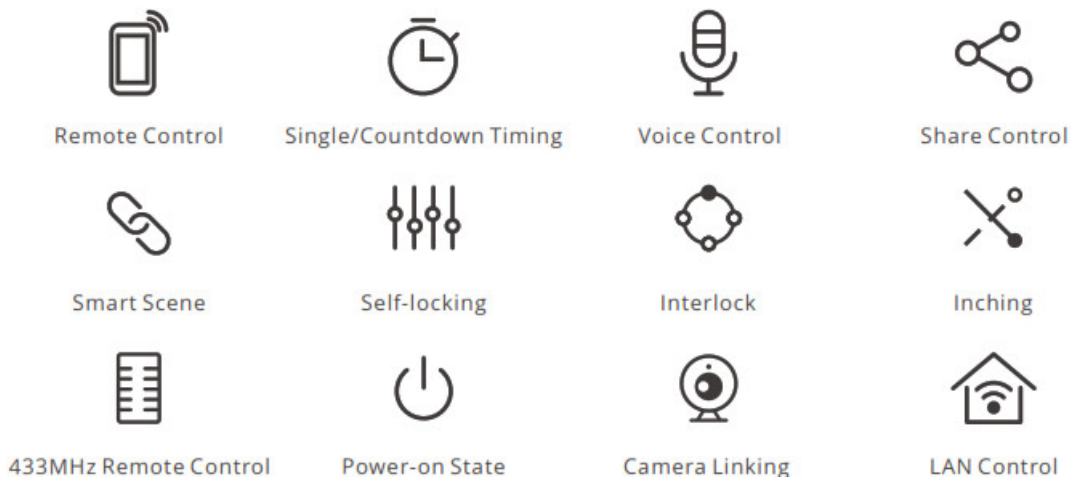 Remote Control
Single/Countdown Timing
Voice Control
Share Control
Smart Scene
Self-locking
Interlock
Inching
433MHz Remote Control
Power-on State
Camera Linking
LAN Control